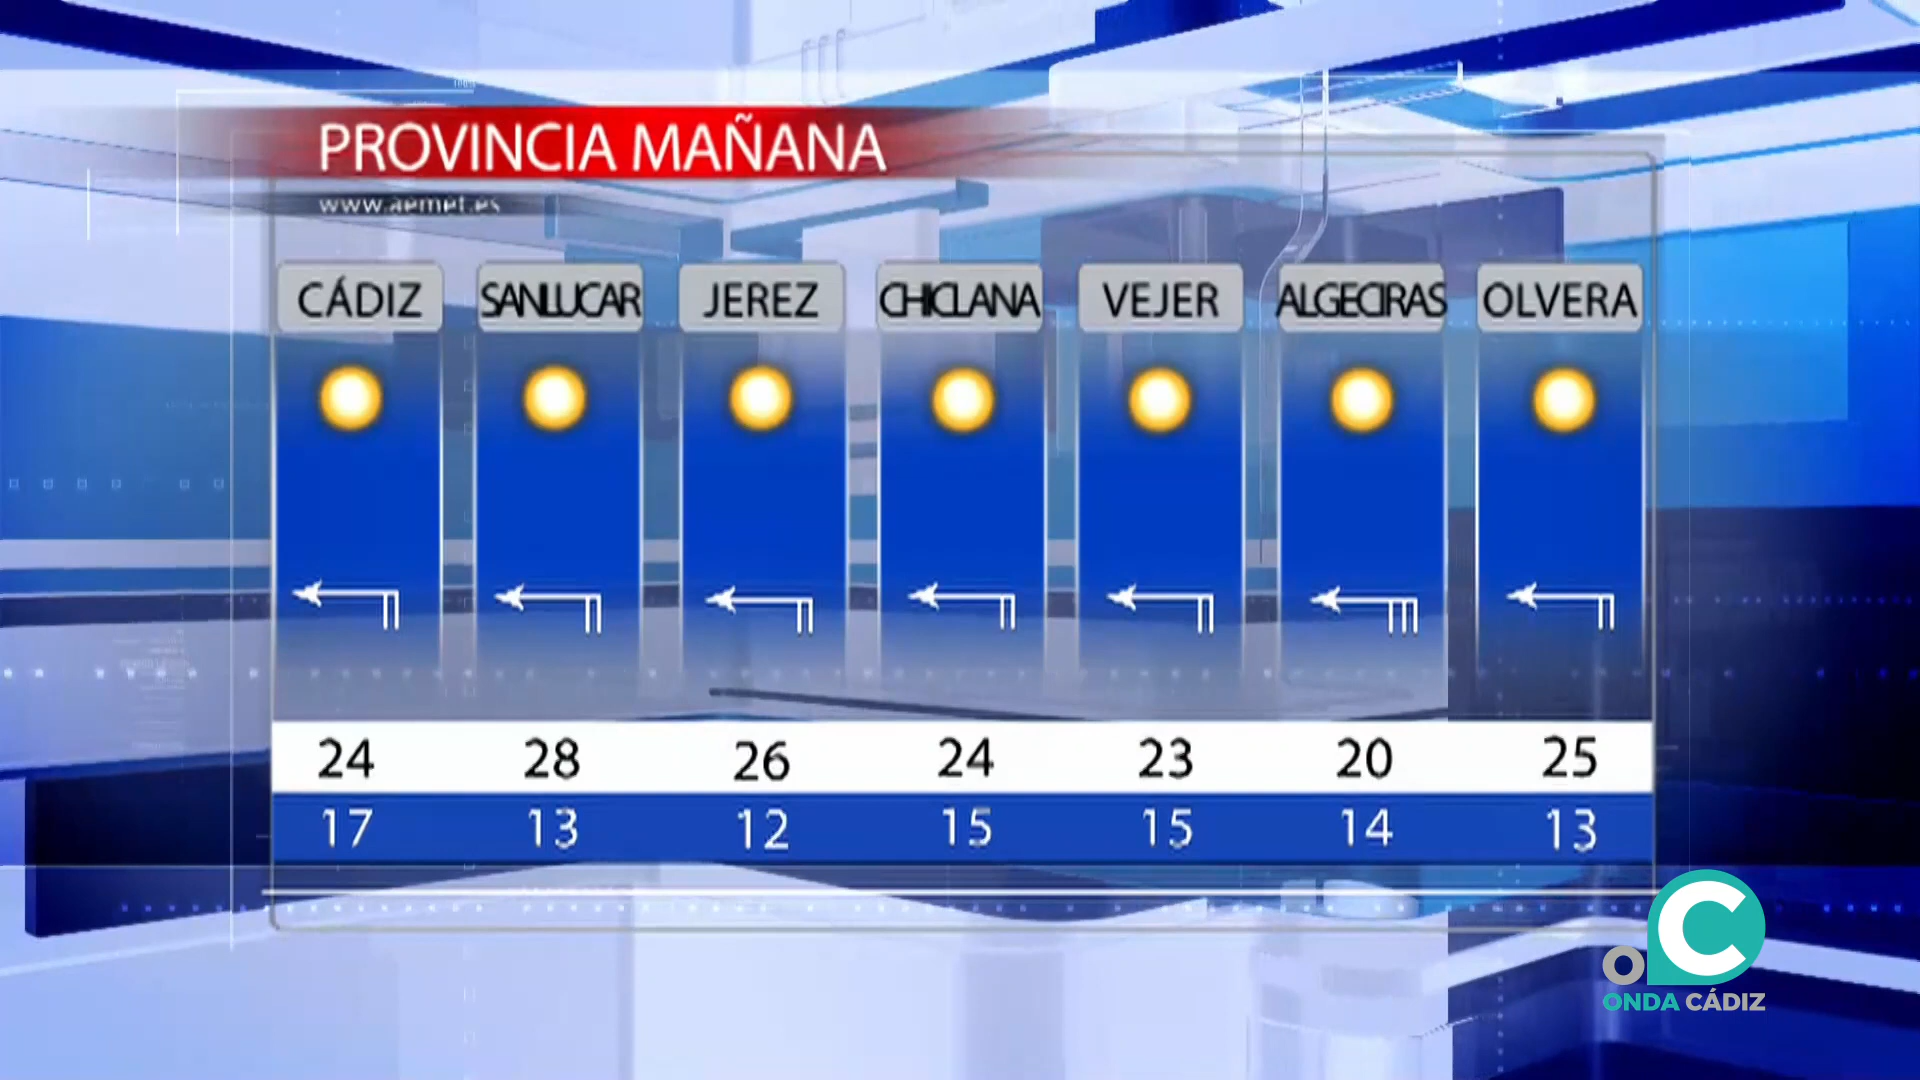 PROVINCIA MAÑANA
www.aemet.es
CÁDIZ SANLUCAR JEREZ CHICLANA VEJER ALGECIRAS OLVERA
24 28 26 24 23 20 25
17 13 12 15 15 14 13
OC
ONDA CÁDIZ